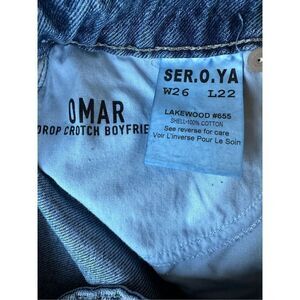 OMAR
DROP CROTCH BOYFRIE
SER.O.YA
W26 L22
LAKEWOOD #655
SHELL:100% COTTON
See reverse for care
Voir L'inverse Pour Le Soin